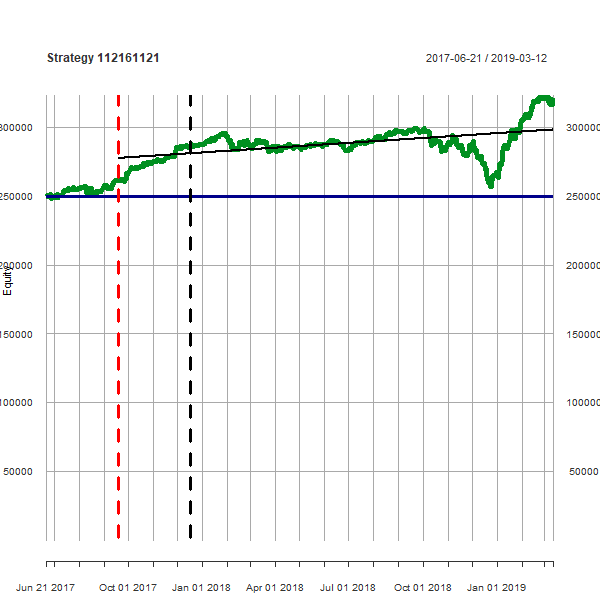 Strategy 112161121 2017-06-21 / 2019-03-12
300000 300000
250000 250000
200000 200000
Equity
150000 150000
100000 100000
50000 50000
Jun 21 2017 Oct 01 2017 Jan 01 2018 Apr 01 2018 Jul 01 2018 Oct 01 2018 Jan 01 2019